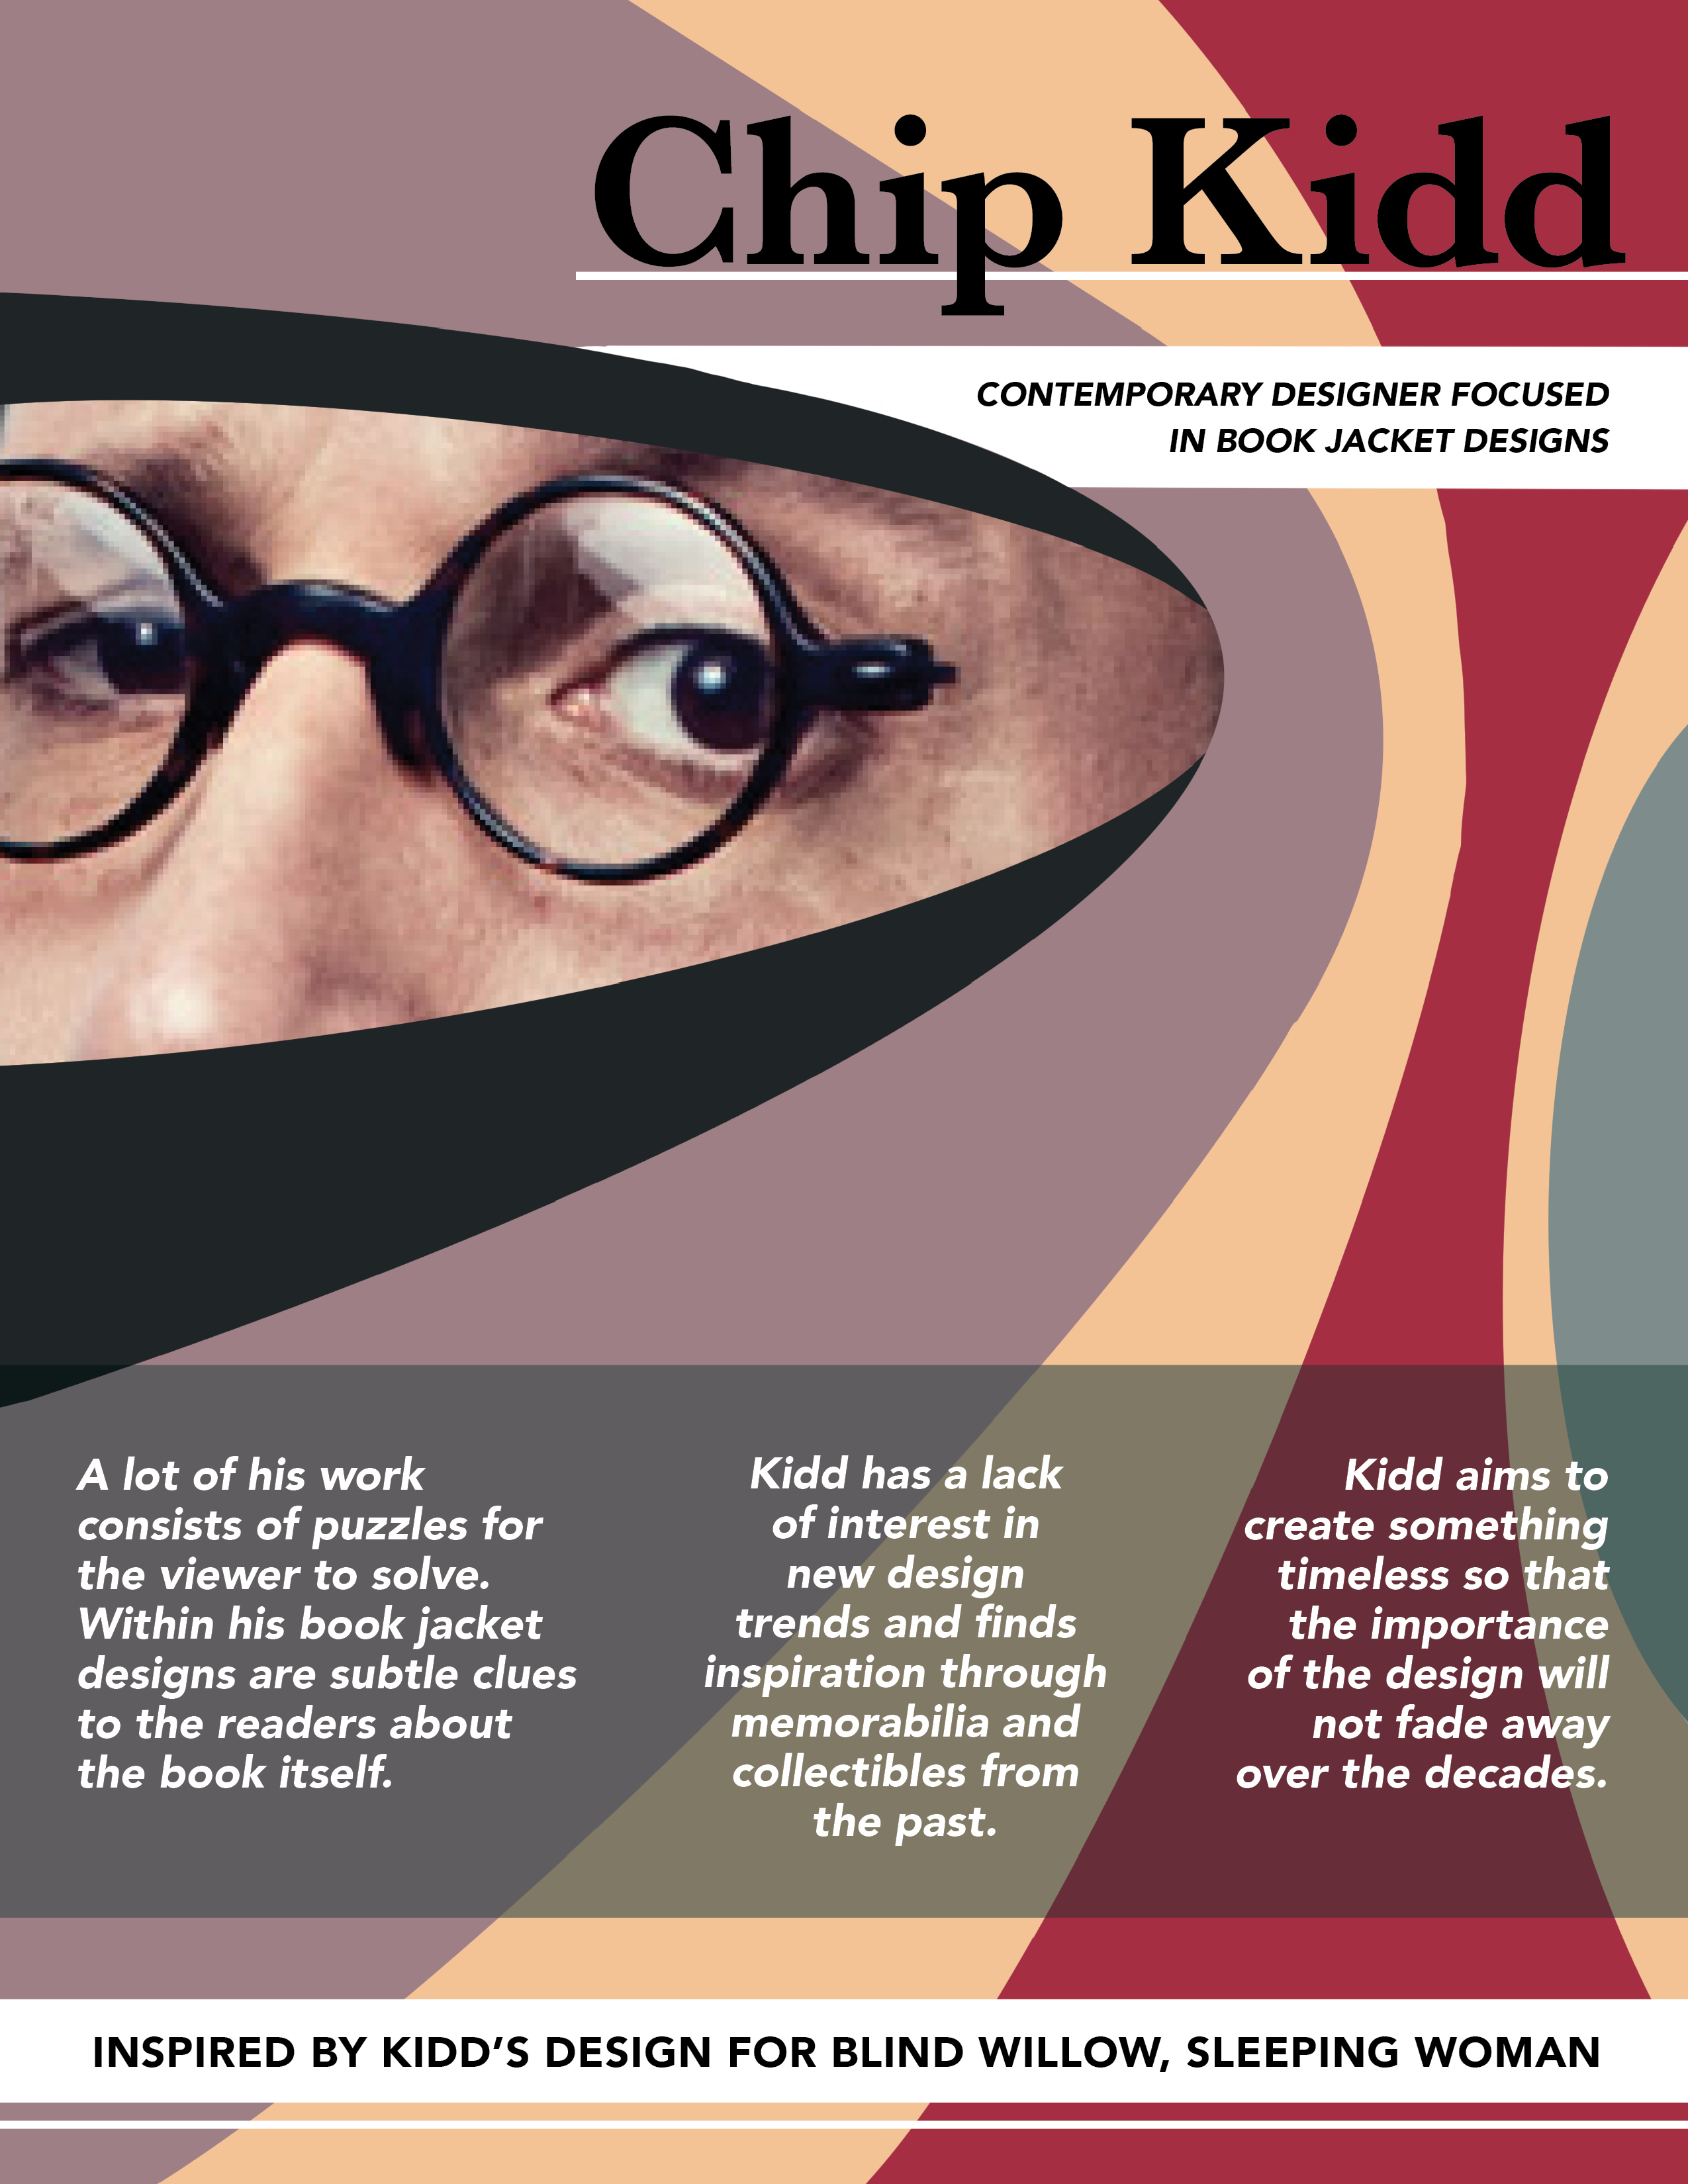 Chip Kidd
CONTEMPORARY DESIGNER FOCUSED
IN BOOK JACKET DESIGNS
A lot of his work
consists of puzzles for
the viewer to solve.
Within his book jacket
designs are subtle clues
to the readers about
the book itself.
Kidd has a lack
of interest in
new design
trends and finds
inspiration through
memorabilia and
collectibles from
the past.
Kidd aims to
create something
timeless so that
the importance
of the design will
not fade away
over the decades.
INSPIRED BY KIDD’S DESIGN FOR BLIND WILLOW, SLEEPING WOMAN